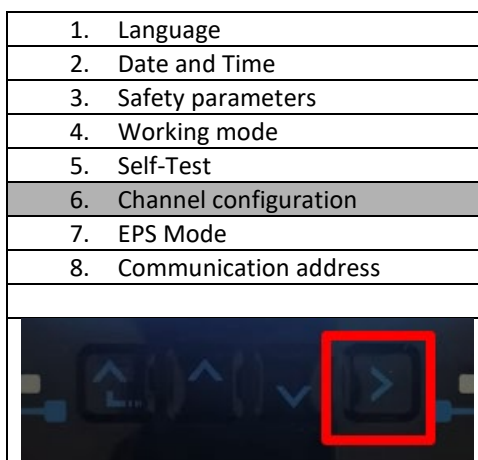 1. Language
2. Date and Time
3. Safety parameters
4. Working mode
5. Self-Test
6. Channel configuration
7. EPS Mode
8. Communication address